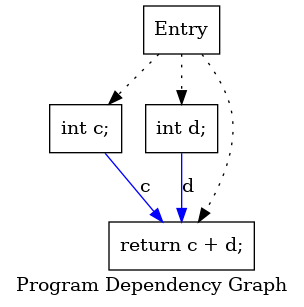 Entry
int c;
int d;
c
d
return c + d;
Program Dependency Graph